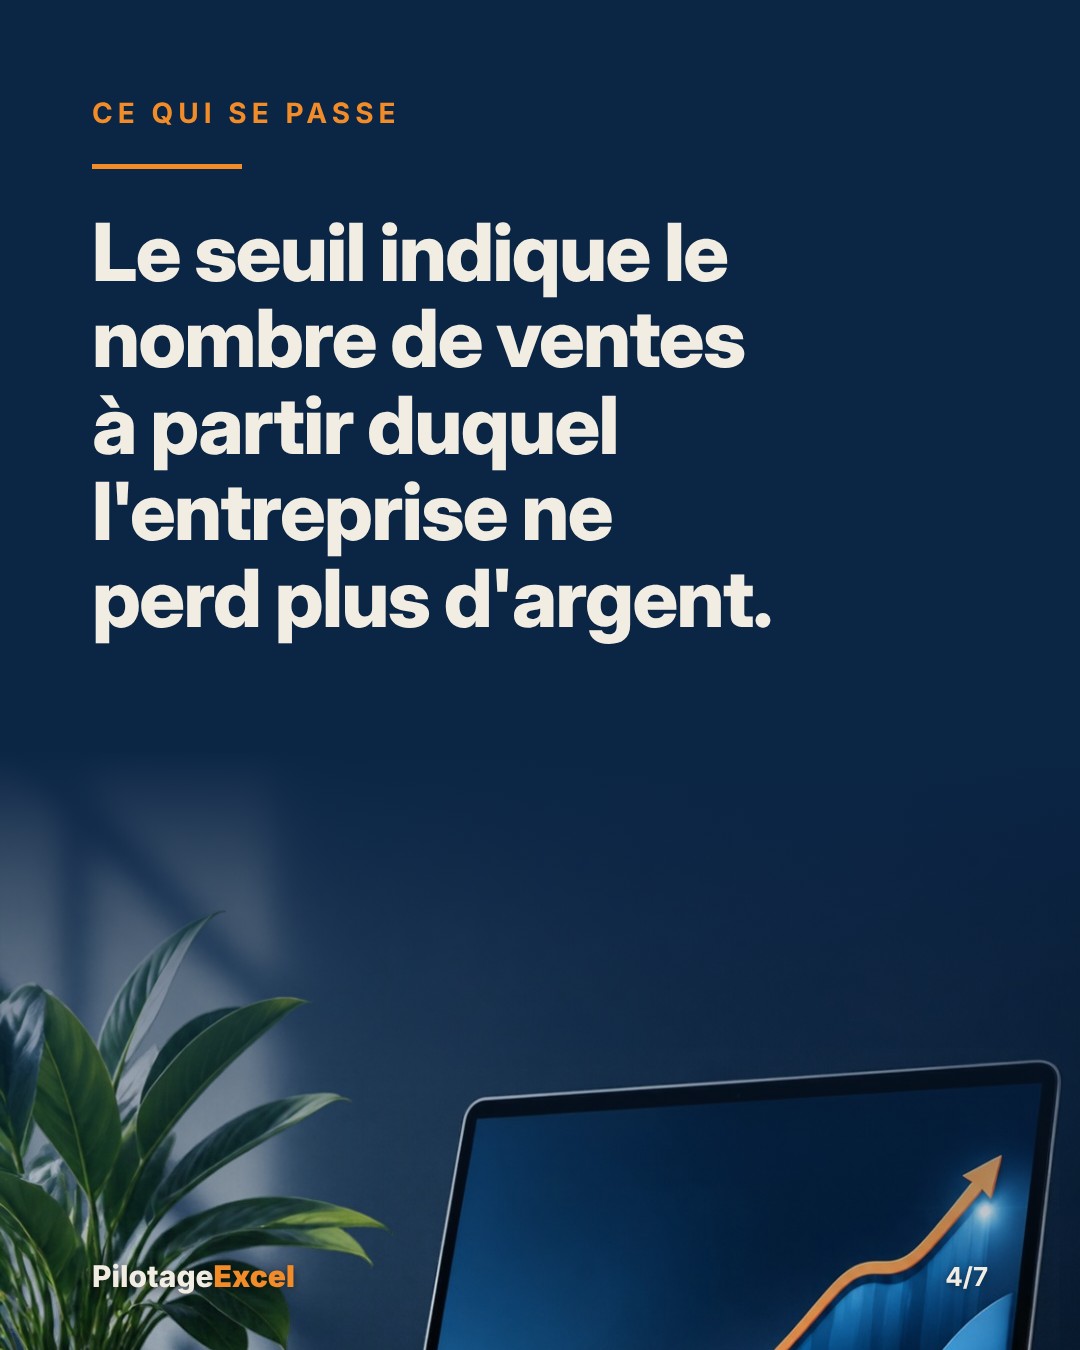 CE QUI SE PASSE
Le seuil indique le
nombre de ventes
à partir duquel
l'entreprise ne
perd plus d'argent.
PilotageExcel
4/7